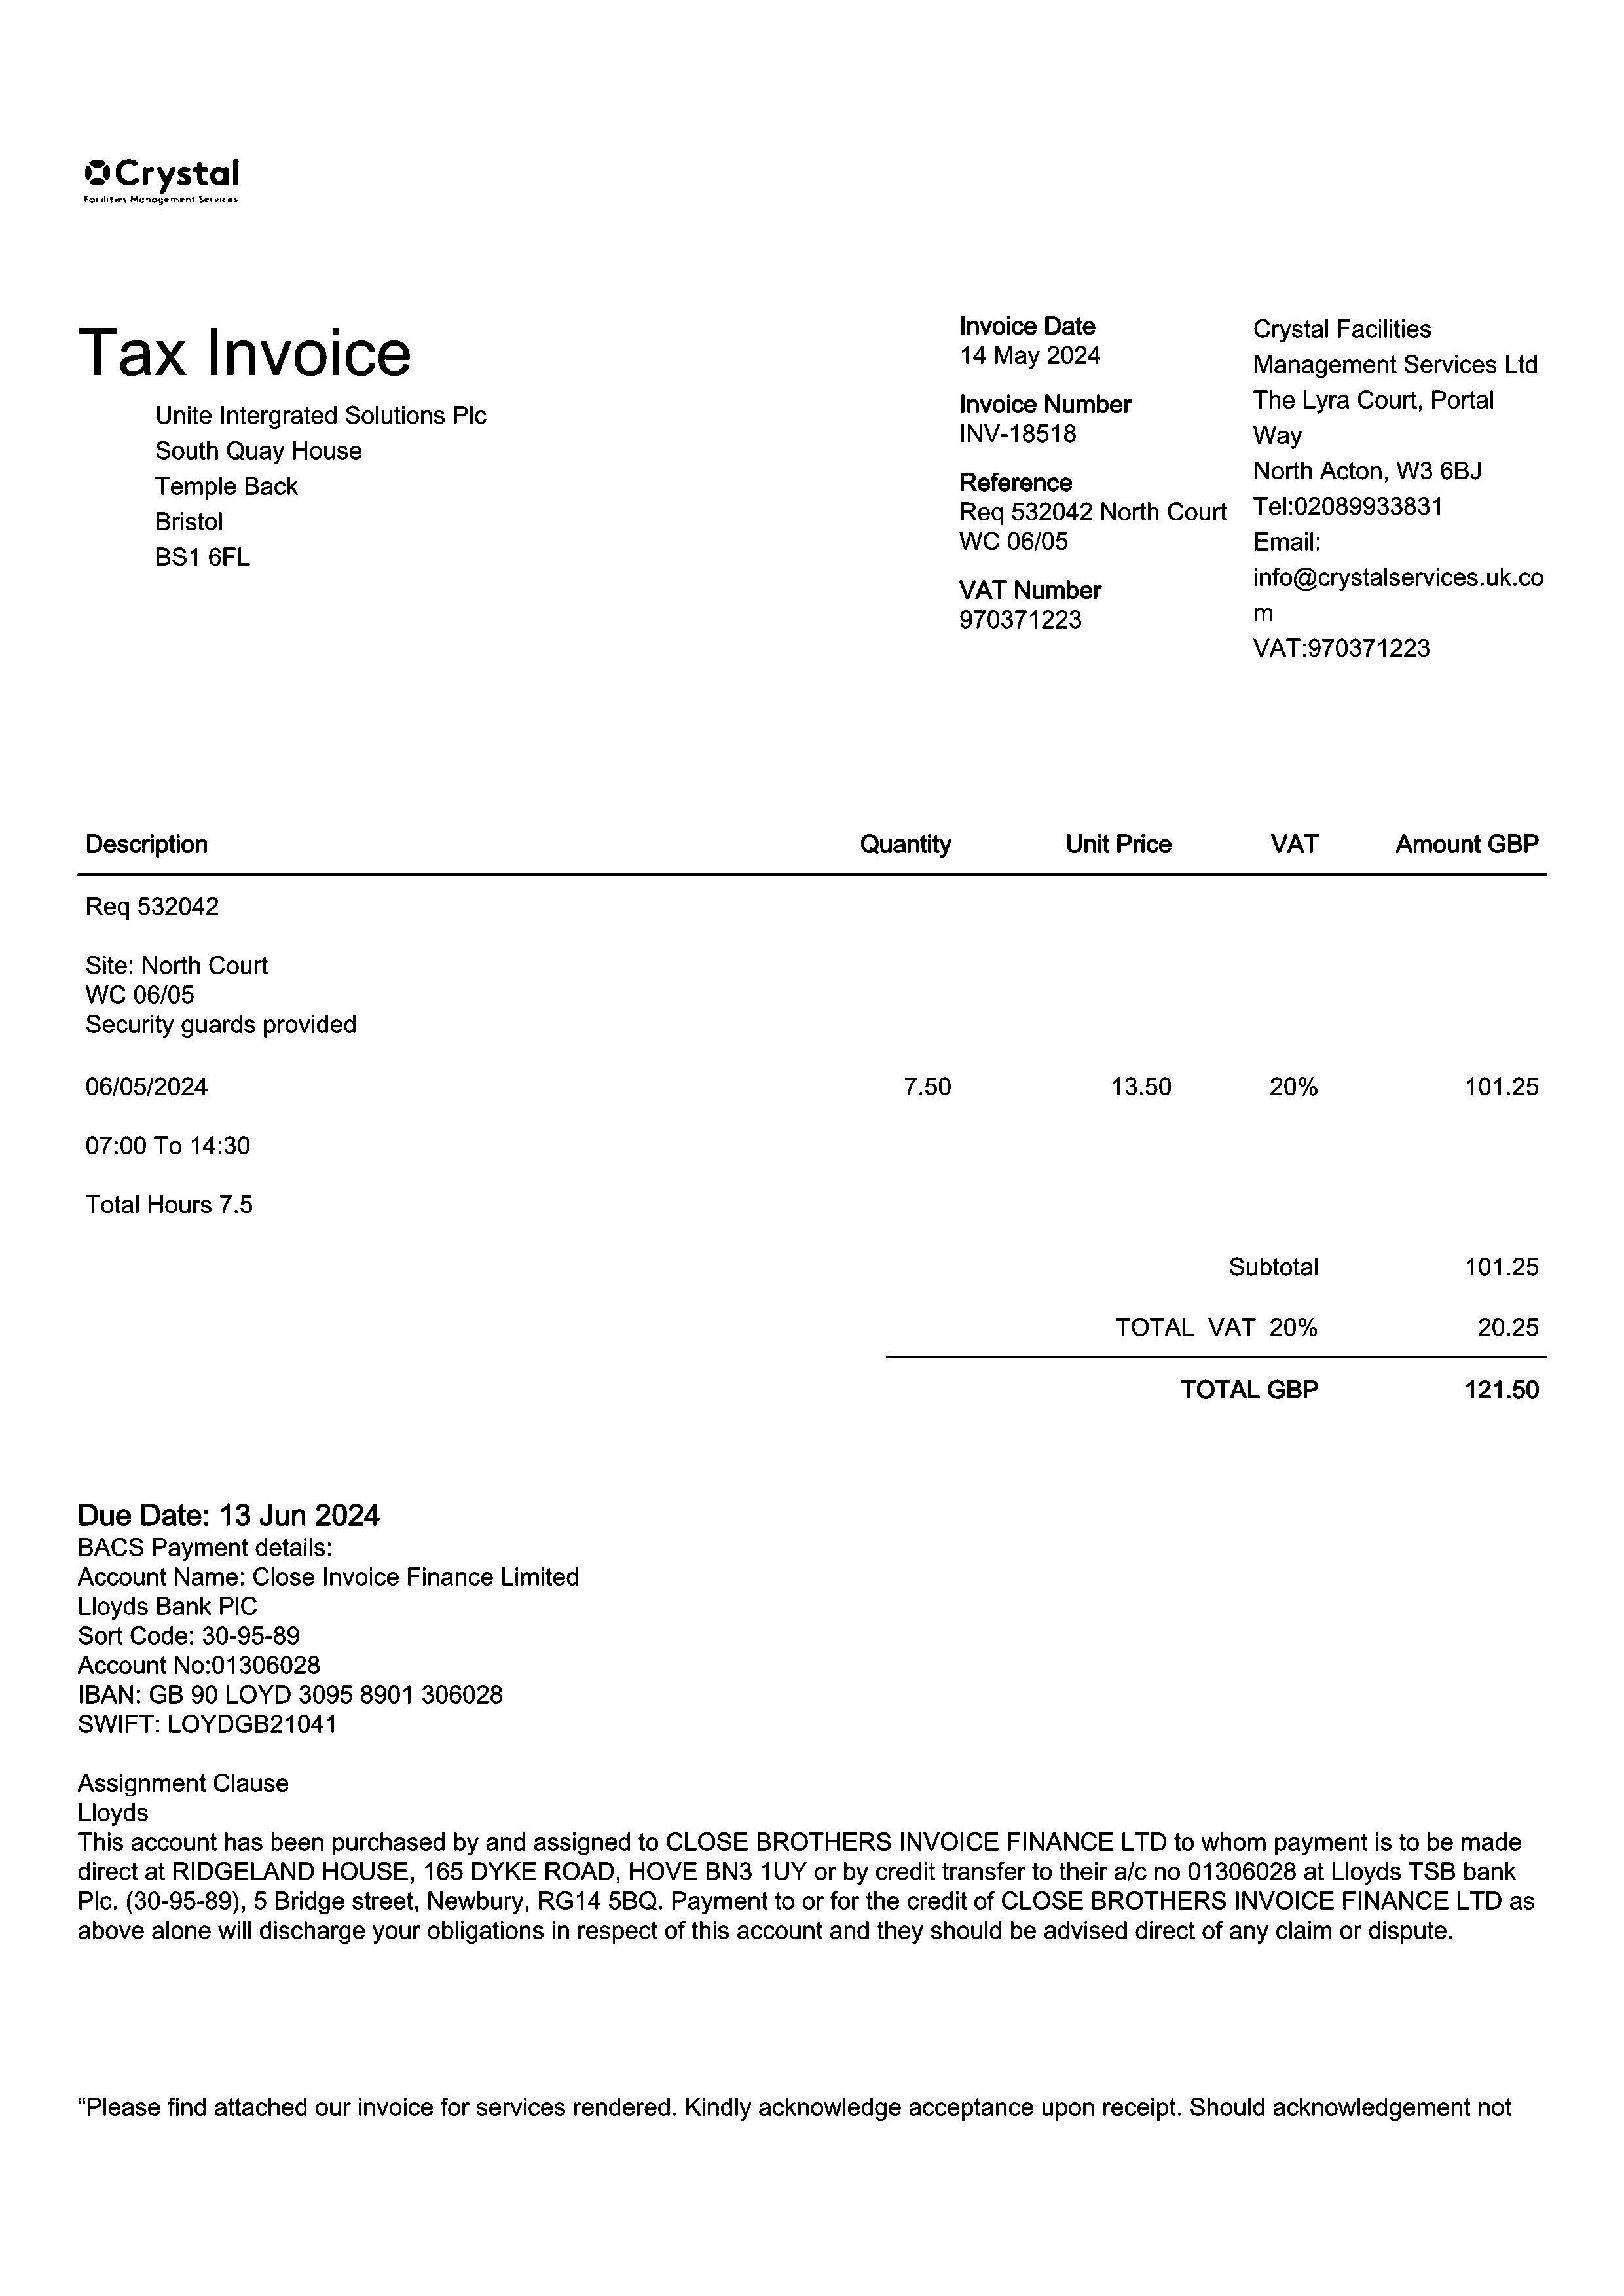 Crystal
Facilities Management Services
Tax Invoice
Unite Intergrated Solutions Plc
South Quay House
Temple Back
Bristol
BS1 6FL
Invoice Date
14 May 2024
Invoice Number
INV-18518
Reference
Req 532042 North Court
WC 06/05
VAT Number
970371223
Crystal Facilities
Management Services Ltd
The Lyra Court, Portal
Way
North Acton, W3 6BJ
Tel:02089933831
Email:
info@crystalservices.uk.co
m
VAT:970371223
Description Quantity Unit Price VAT Amount GBP
Req 532042
Site: North Court
WC 06/05
Security guards provided
06/05/2024 7.50 13.50 20% 101.25
07:00 To 14:30
Total Hours 7.5
Subtotal 101.25
TOTAL VAT 20% 20.25
TOTAL GBP 121.50
Due Date: 13 Jun 2024
BACS Payment details:
Account Name: Close Invoice Finance Limited
Lloyds Bank PlC
Sort Code: 30-95-89
Account No:01306028
IBAN: GB 90 LOYD 3095 8901 306028
SWIFT: LOYDGB21041
Assignment Clause
Lloyds
This account has been purchased by and assigned to CLOSE BROTHERS INVOICE FINANCE LTD to whom payment is to be made
direct at RIDGELAND HOUSE, 165 DYKE ROAD, HOVE BN3 1UY or by credit transfer to their a/c no 01306028 at Lloyds TSB bank
Plc. (30-95-89), 5 Bridge street, Newbury, RG14 5BQ. Payment to or for the credit of CLOSE BROTHERS INVOICE FINANCE LTD as
above alone will discharge your obligations in respect of this account and they should be advised direct of any claim or dispute.
“Please find attached our invoice for services rendered. Kindly acknowledge acceptance upon receipt. Should acknowledgement not